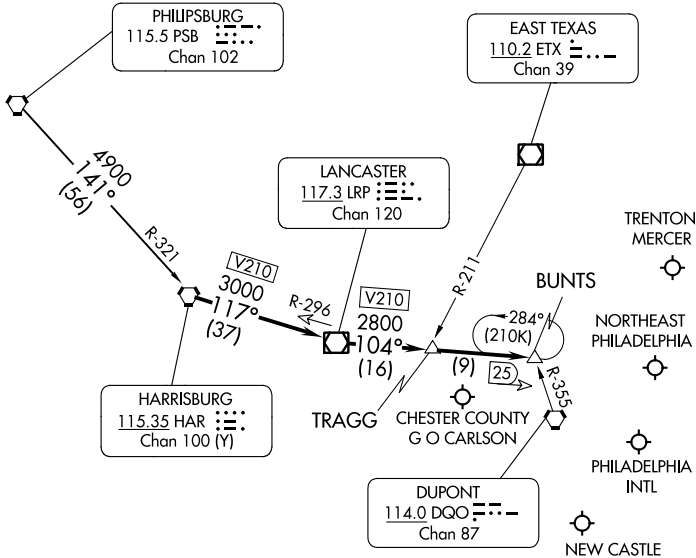 PHILIPSBURG
115.5 PSB
Chan 102
EAST TEXAS
110.2 ETX
Chan 39
4900
141°
(56)
R-321
LANCASTER
117.3 LRP
Chan 120
TRENTON
MERCER
R-211
BUNTS
V210
3000
117°
(37)
R-296
V210
2800
104°
(16)
284°
(210K)
NORTHEAST
PHILADELPHIA
(9)
25
R-355
HARRISBURG
115.35 HAR
Chan 100 (Y)
TRAGG
CHESTER COUNTY
G O CARLSON
PHILADELPHIA
INTL
DUPONT
114.0 DQO
Chan 87
NEW CASTLE